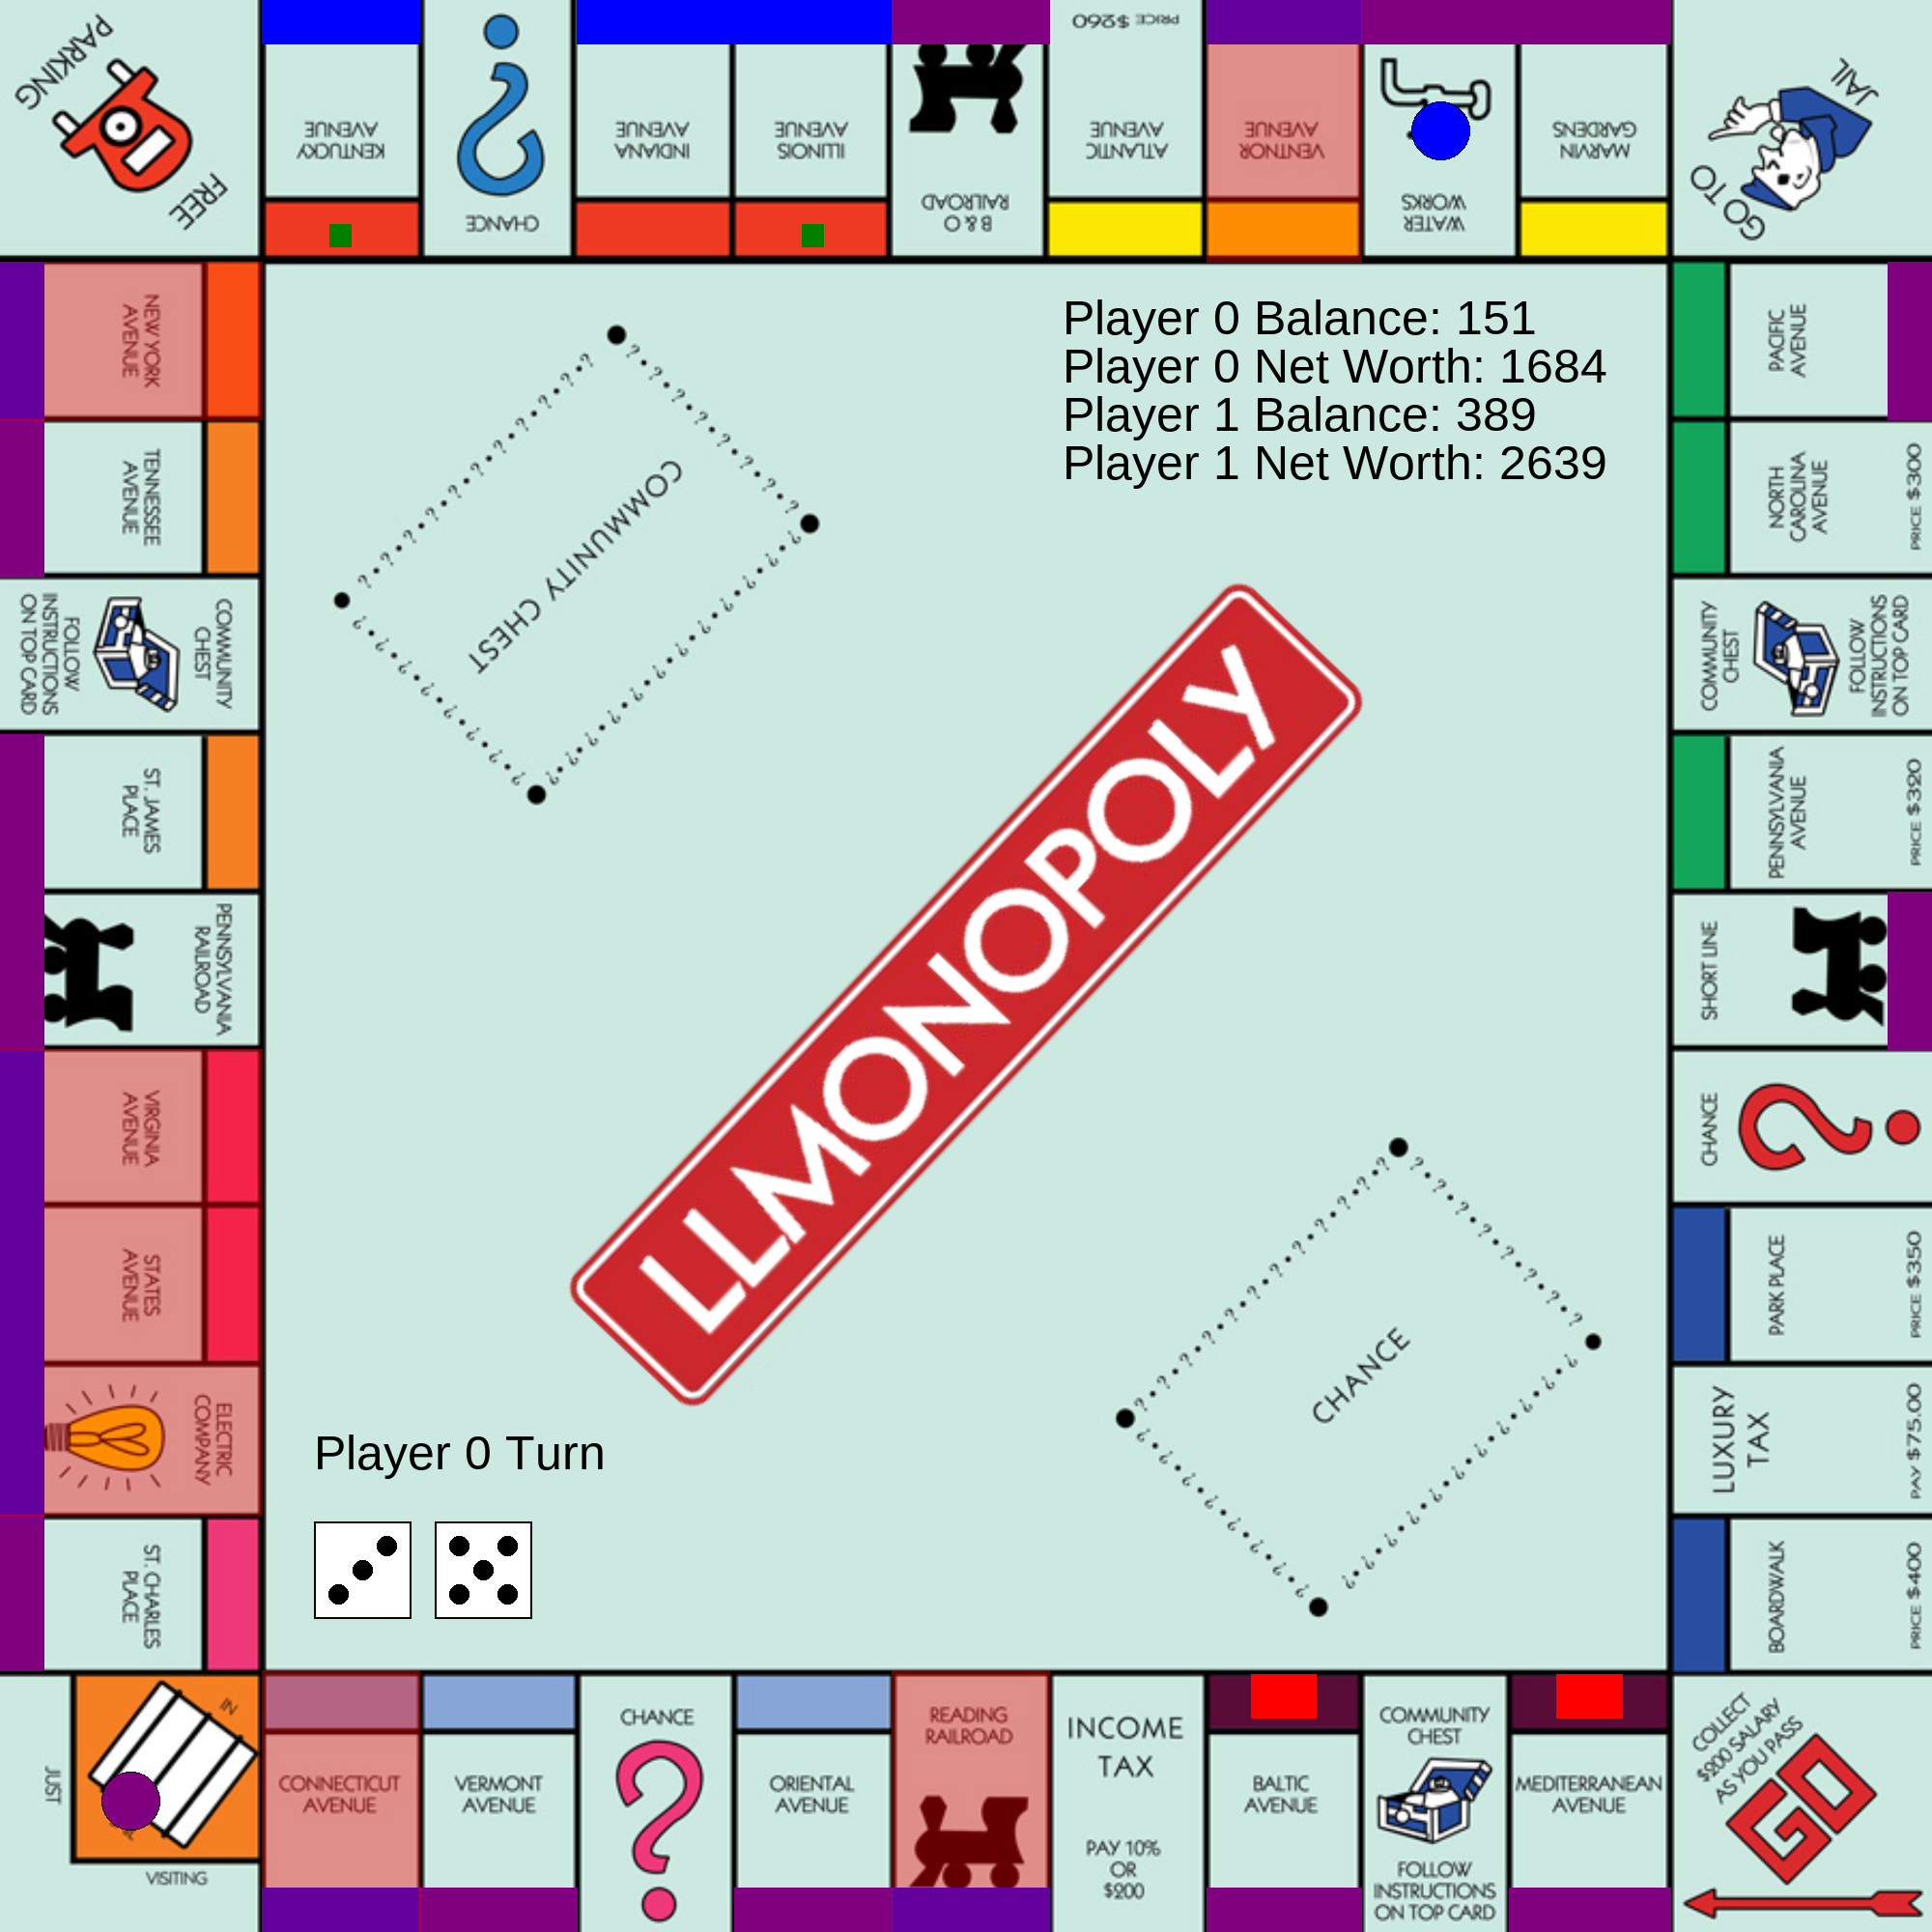 PARKING
FREE
KENTUCKY
AVENUE
CHANCE
INDIANA
AVENUE
ILLINOIS
AVENUE
B & O
RAILROAD
PRICE $260
ATLANTIC
AVENUE
VENTNOR
AVENUE
WATER
WORKS
MARVIN
GARDENS
GO TO
JAIL
NEW YORK
AVENUE
TENNESSEE
AVENUE
COMMUNITY
CHEST
FOLLOW
INSTRUCTIONS
ON TOP CARD
ST. JAMES
PLACE
PENNSYLVANIA
RAILROAD
VIRGINIA
AVENUE
STATES
AVENUE
ELECTRIC
COMPANY
ST. CHARLES
PLACE
Player 0 Balance: 151
Player 0 Net Worth: 1684
Player 1 Balance: 389
Player 1 Net Worth: 2639
COMMUNITY CHEST
LLMONOPOLY
CHANCE
Player 0 Turn
PACIFIC
AVENUE
NORTH
CAROLINA
AVENUE
PRICE $300
COMMUNITY
CHEST
FOLLOW
INSTRUCTIONS
ON TOP CARD
PENNSYLVANIA
AVENUE
PRICE $320
SHORT LINE
CHANCE
PARK PLACE
PRICE $350
LUXURY
TAX
PAY $75.00
BOARDWALK
PRICE $400
JUST
VISITING
IN
CONNECTICUT
AVENUE
VERMONT
AVENUE
CHANCE
ORIENTAL
AVENUE
READING
RAILROAD
INCOME
TAX
PAY 10%
OR
$200
BALTIC
AVENUE
COMMUNITY
CHEST
FOLLOW
INSTRUCTIONS
ON TOP CARD
MEDITERRANEAN
AVENUE
COLLECT
$200 SALARY
AS YOU PASS
GO